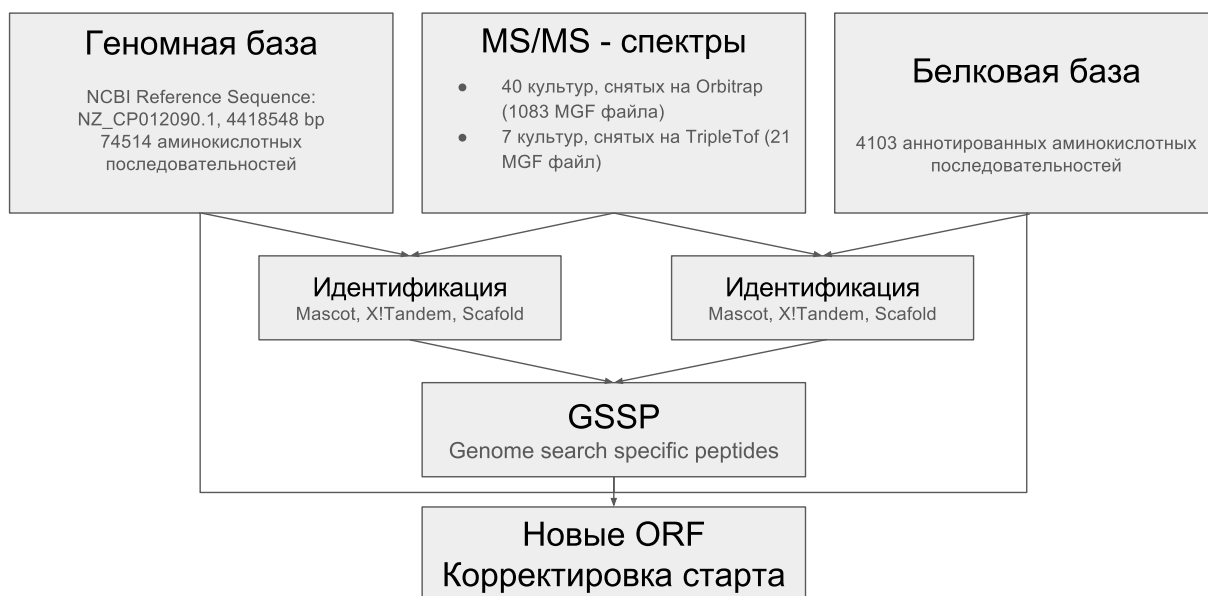 Геномная база
NCBI Reference Sequence:
NZ_CP012090.1, 4418548 bp
74514 аминокислотных
последовательностей
MS/MS - спектры
● 40 культур, снятых на Orbitrap
(1083 MGF файла)
● 7 культур, снятых на TripleTof (21
MGF файл)
Белковая база
4103 аннотированных аминокислотных
последовательностей
Идентификация
Mascot, X!Tandem, Scafold
Идентификация
Mascot, X!Tandem, Scafold
GSSP
Genome search specific peptides
Новые ORF
Корректировка старта